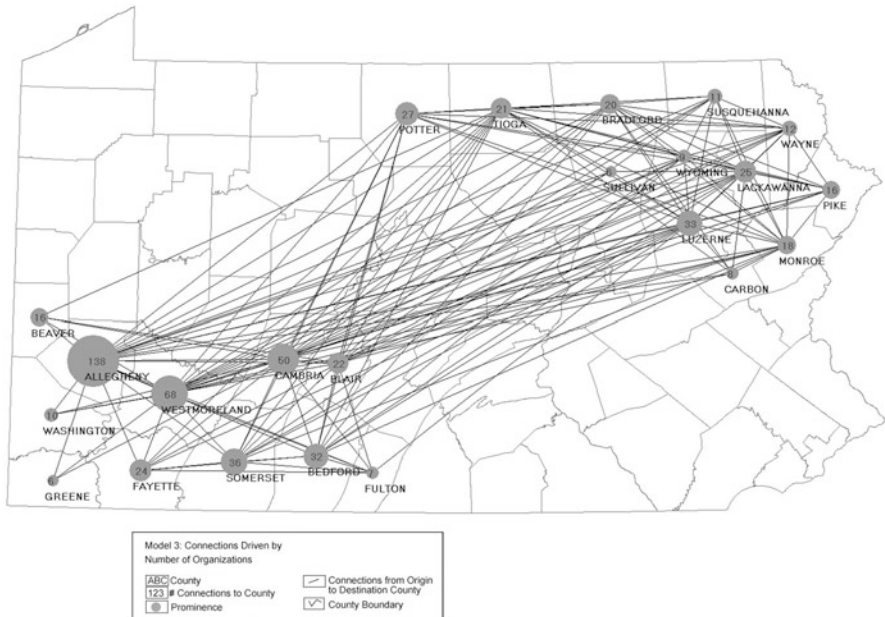 27
POTTER
21
TIOGA
20
BRADFORD
11
SUSQUEHANNA
12
WAYNE
9
WYOMING
6
SULLIVAN
25
LACKAWANNA
16
PIKE
33
LUZERNE
18
MONROE
8
CARBON
16
BEAVER
138
ALLEGHENY
50
CAMBRIA
22
BLAIR
68
WESTMORELAND
10
WASHINGTON
6
GREENE
24
FAYETTE
36
SOMERSET
32
BEDFORD
7
FULTON
Model 3: Connections Driven by
Number of Organizations
ABC County
123 # Connections to County
Prominence
Connections from Origin
to Destination County
County Boundary